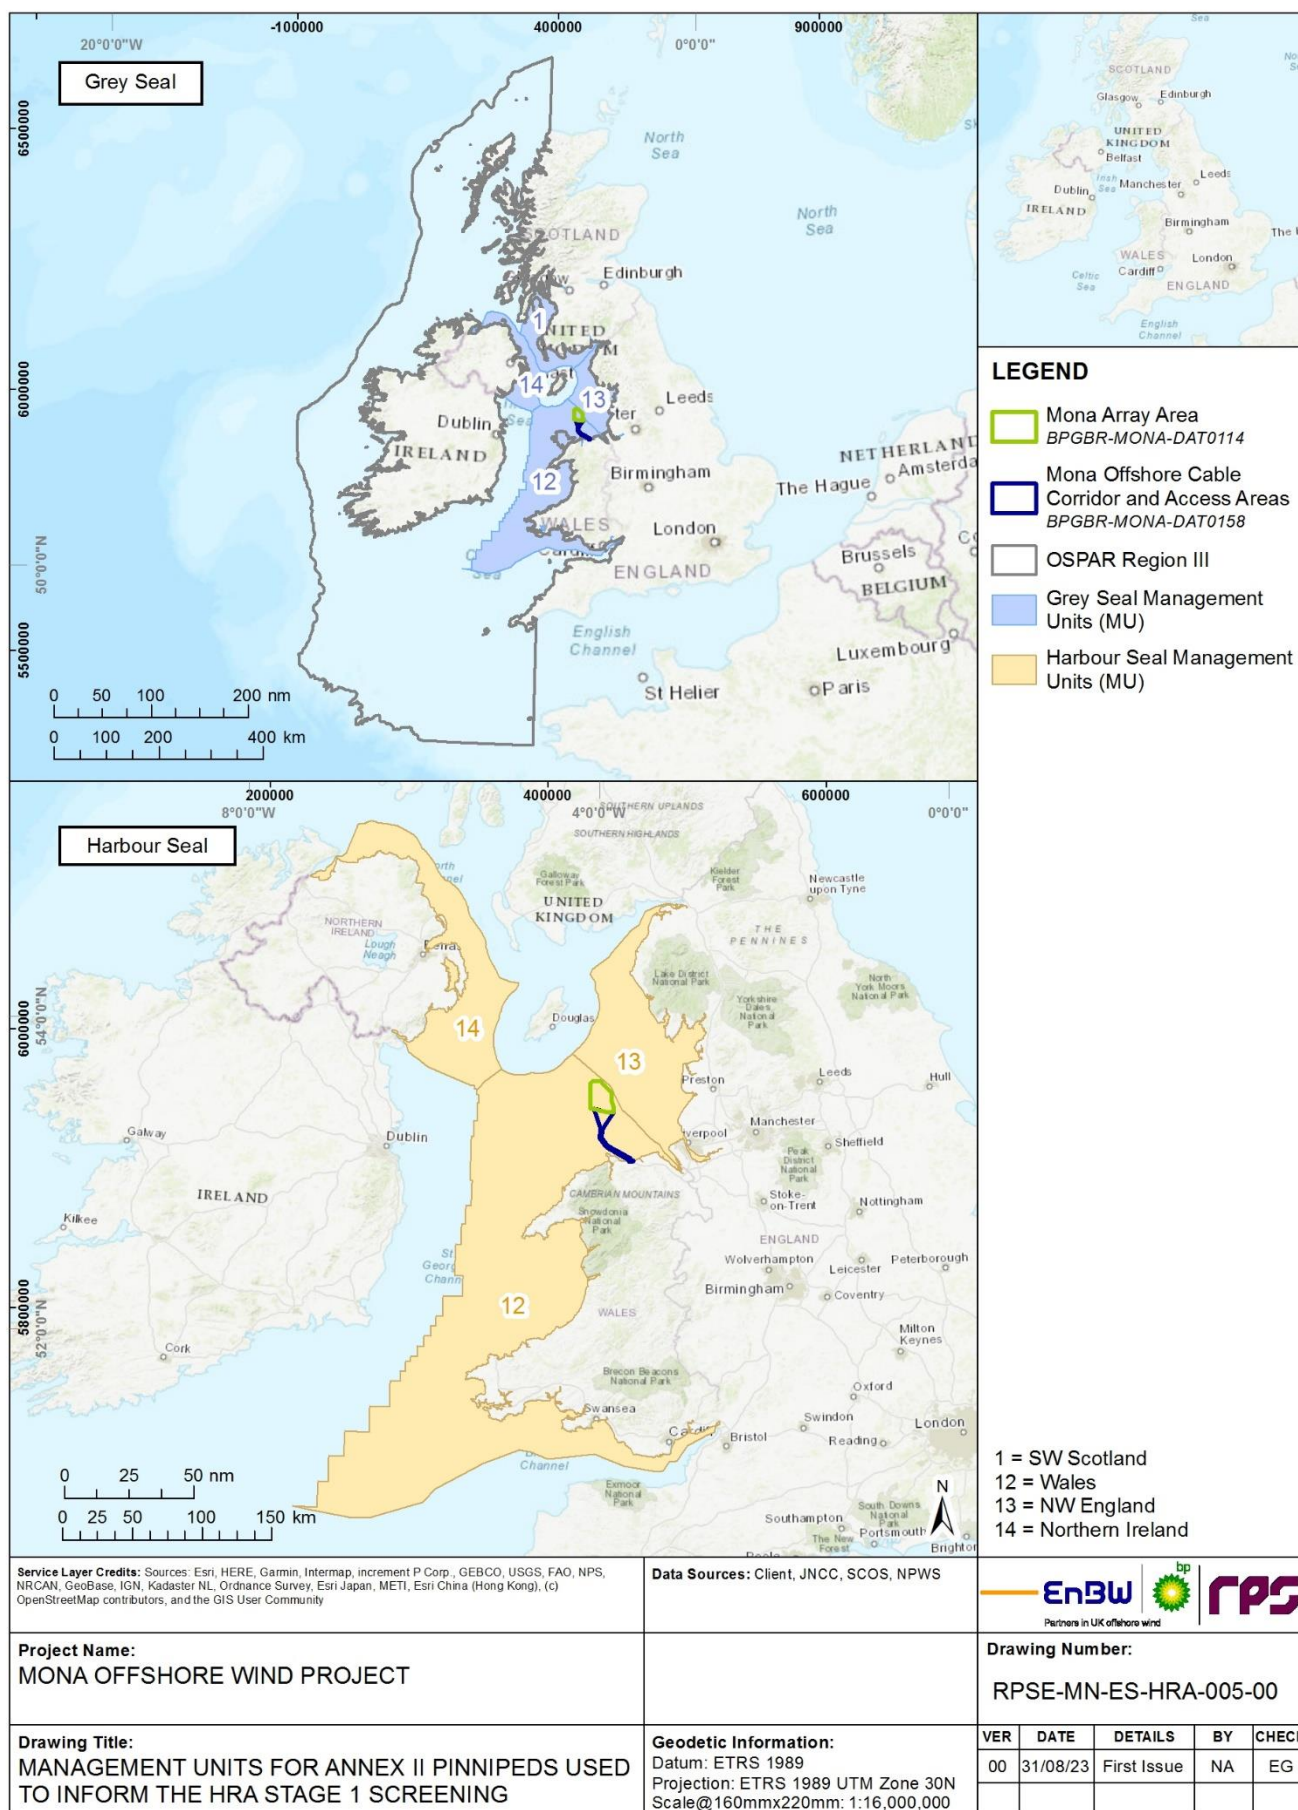 -100000
400000
900000
20°0'0"W
0°0'0"
Grey Seal
6500000
6000000
5500000
50°0'0"N
North
Sea
North
Sea
SCOTLAND
Edinburgh
1
14
13
12
Leeds
Dublin
IRELAND
Birmingham
WALES
London
ENGLAND
English
Channel
St Helier
NETHERLAND
Amsterda
The Hague
Brussels
BELGIUM
Luxembourg
Paris
0 50 100 200 nm
0 100 200 400 km
Sea
SCOTLAND
Glasgow
Edinburgh
UNITED
KINGDOM
Belfast
Irish
Sea
Leeds
Dublin
Manchester
IRELAND
Birmingham
WALES
London
Cardiff
ENGLAND
Celtic
Sea
English
Channel
LEGEND
Mona Array Area
BPGBR-MONA-DAT0114
Mona Offshore Cable
Corridor and Access Areas
BPGBR-MONA-DAT0158
OSPAR Region III
Grey Seal Management
Units (MU)
Harbour Seal Management
Units (MU)
200000
400000
600000
8°0'0"W
4°0'0"W
0°0'0"
Harbour Seal
6000000
54°0'0"N
5800000
52°0'0"N
SOUTHERN UPLANDS
SOUTHERN HIGHLANDS
Galloway
Forest Park
Kielder
Forest
Park
Newcastle
upon Tyne
UNITED
KINGDOM
THE
PENNINES
NORTHERN
IRELAND
Lough
Neagh
Lake District
National Park
North
York Moors
National Park
Yorkshire
Dales
National
Park
Douglas
14
13
Preston
Leeds
Hull
Manchester
Sheffield
Peak
District
National
Park
Galway
Dublin
IRELAND
CAMBRIAN MOUNTAINS
Snowdonia
National
Park
Stoke-
on-Trent
Nottingham
ENGLAND
Kilkee
Wolverhampton
Leicester
Peterborough
Birmingham
Coventry
12
WALES
Milton
Keynes
Cork
Brecon Beacons
National Park
Oxford
Swansea
Swindon
London
Bristol
Reading
Channel
Exmoor
National
Park
Southampton
South Downs
National
Park
Portsmouth
The New
Forest
Brighton
N
0 25 50 nm
0 25 50 100 150 km
1 = SW Scotland
12 = Wales
13 = NW England
14 = Northern Ireland
Service Layer Credits: Sources: Esri, HERE, Garmin, Intermap, increment P Corp., GEBCO, USGS, FAO, NPS,
NRCAN, GeoBase, IGN, Kadaster NL, Ordnance Survey, Esri Japan, METI, Esri China (Hong Kong), (c)
OpenStreetMap contributors, and the GIS User Community
Data Sources: Client, JNCC, SCOS, NPWS
EnBW
bp
rps
Partners in UK offshore wind
Project Name:
MONA OFFSHORE WIND PROJECT
Drawing Number:
RPSE-MN-ES-HRA-005-00
Drawing Title:
MANAGEMENT UNITS FOR ANNEX II PINNIPEDS USED
TO INFORM THE HRA STAGE 1 SCREENING
Geodetic Information:
Datum: ETRS 1989
Projection: ETRS 1989 UTM Zone 30N
Scale@160mmx220mm: 1:16,000,000
VER DATE DETAILS BY CHECK
00 31/08/23 First Issue NA EG